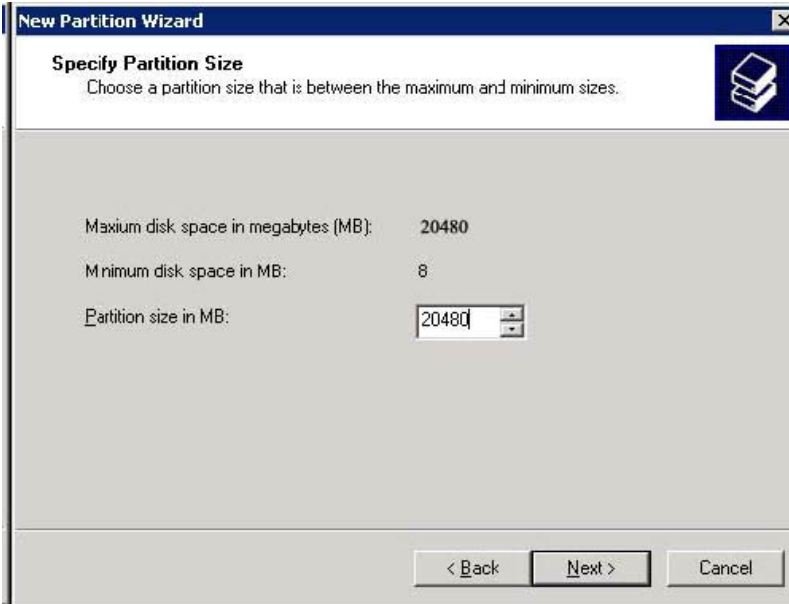 New Partition Wizard
Specify Partition Size
Choose a partition size that is between the maximum and minimum sizes.
Maxium disk space in megabytes (MB): 20480
Minimum disk space in MB: 8
Partition size in MB: 20480
< Back Next > Cancel